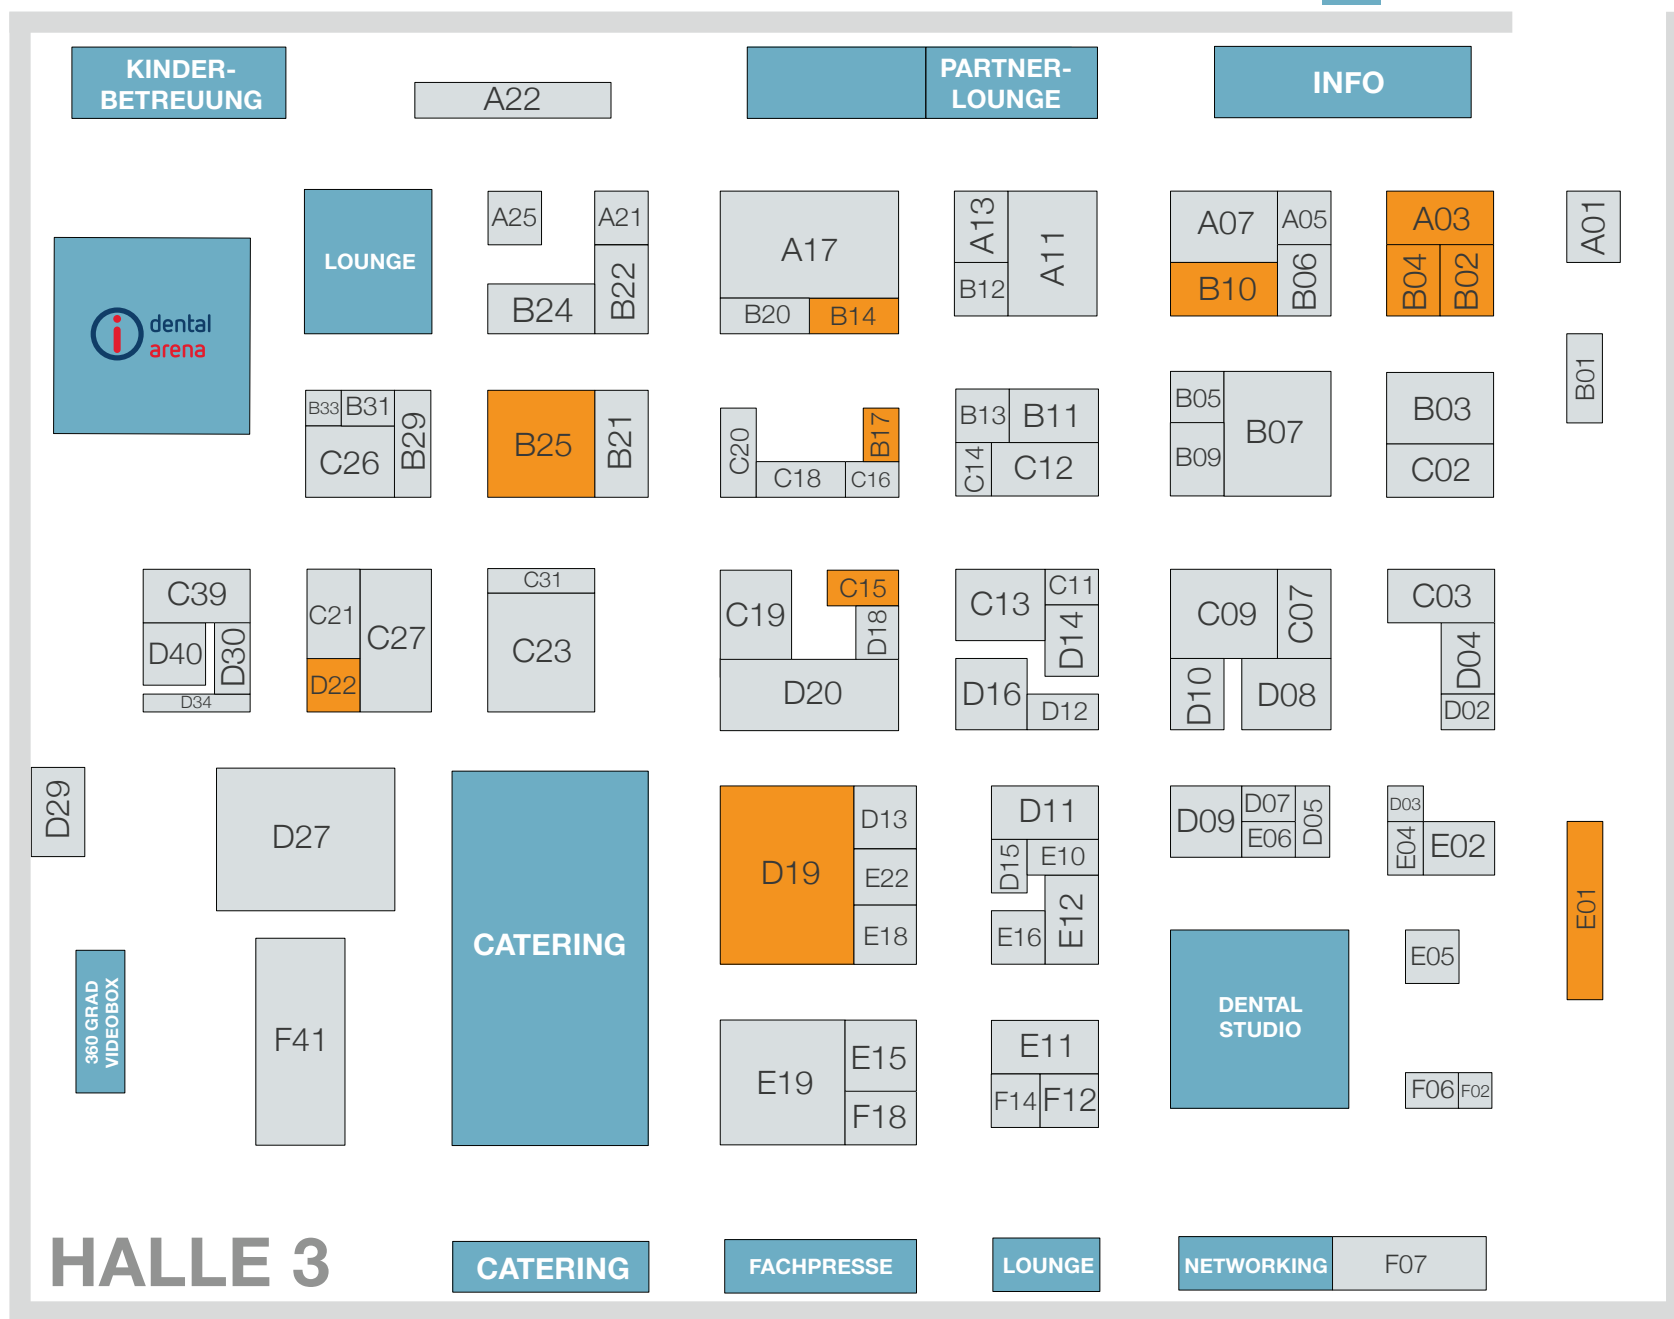 KINDER-
BETREUUNG
A22
PARTNER-
LOUNGE
INFO
A25
A21
A17
A13
A11
A07
A05
A03
A01
LOUNGE
B24
B22
B20
B14
B12
B10
B06
B04
B02
dental
arena
B01
B33
B31
B29
C26
B25
B21
C20
B17
C18
C16
B13
B11
C14
C12
B05
B09
B07
B03
C02
C39
D40
D30
D34
C21
C27
D22
C31
C23
C19
C15
D18
D20
C13
C11
D14
D16
D12
C09
C07
D10
D08
C03
D04
D02
D29
D27
CATERING
D19
D13
E22
E18
D11
D15
E10
E12
E16
D09
D07
E06
D05
D03
E04
E02
E01
360 GRAD
VIDEOBOX
F41
E19
E15
F18
E11
F14
F12
DENTAL
STUDIO
E05
F06
F02
HALLE 3
CATERING
FACHPRESSE
LOUNGE
NETWORKING
F07